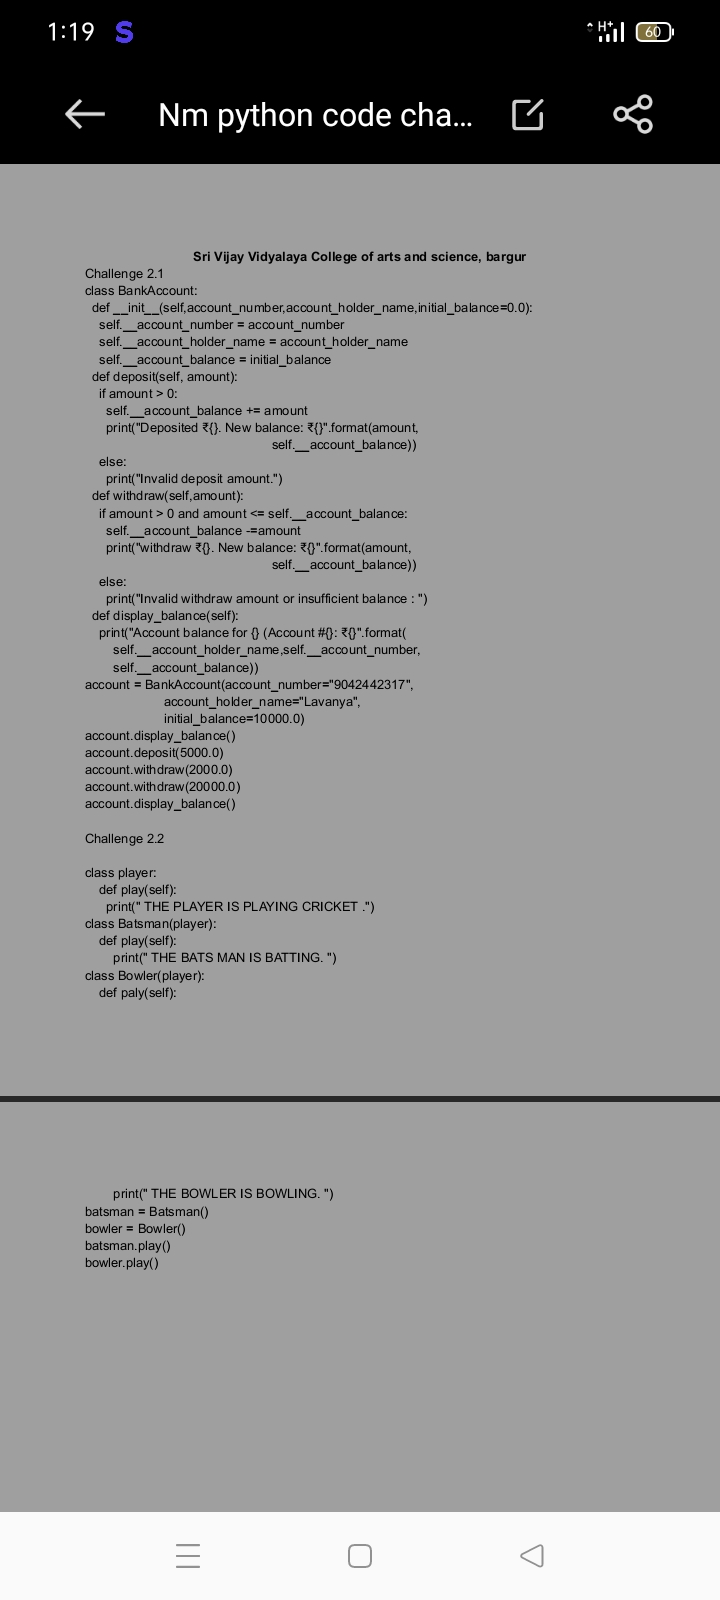 1:19 S H+ 60
Nm python code cha...
Sri Vijay Vidyalaya College of arts and science, bargur
Challenge 2.1
class BankAccount:
def __init__(self,account_number,account_holder_name,initial_balance=0.0):
self.__account_number = account_number
self.__account_holder_name = account_holder_name
self.__account_balance = initial_balance
def deposit(self, amount):
if amount > 0:
self.__account_balance += amount
print("Deposited ₹{}. New balance: ₹{}".format(amount,
self.__account_balance))
else:
print("Invalid deposit amount.")
def withdraw(self,amount):
if amount > 0 and amount <= self.__account_balance:
self.__account_balance -=amount
print("withdraw ₹{}. New balance: ₹{}".format(amount,
self.__account_balance))
else:
print("Invalid withdraw amount or insufficient balance : ")
def display_balance(self):
print("Account balance for {} (Account #{}: ₹{}".format(
self.__account_holder_name,self.__account_number,
self.__account_balance))
account = BankAccount(account_number="9042442317",
account_holder_name="Lavanya",
initial_balance=10000.0)
account.display_balance()
account.deposit(5000.0)
account.withdraw(2000.0)
account.withdraw(20000.0)
account.display_balance()
Challenge 2.2
class player:
def play(self):
print(" THE PLAYER IS PLAYING CRICKET .")
class Batsman(player):
def play(self):
print(" THE BATS MAN IS BATTING. ")
class Bowler(player):
def paly(self):
print(" THE BOWLER IS BOWLING. ")
batsman = Batsman()
bowler = Bowler()
batsman.play()
bowler.play()